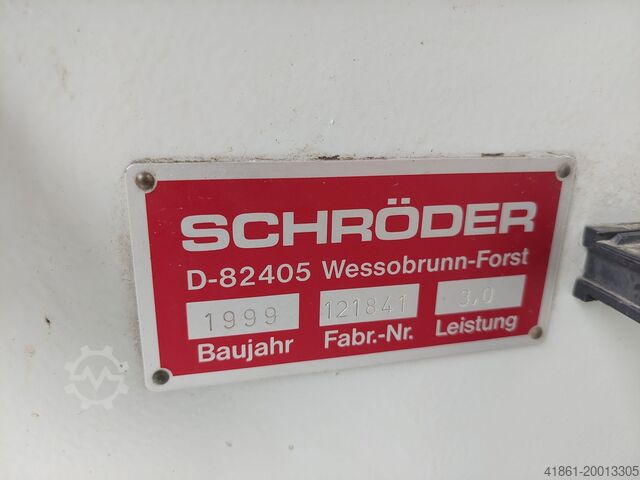 SCHRÖDER
D-82405 Wessobrunn-Forst
1999 121841 3,0
Baujahr Fabr.-Nr. Leistung
41861-20013305